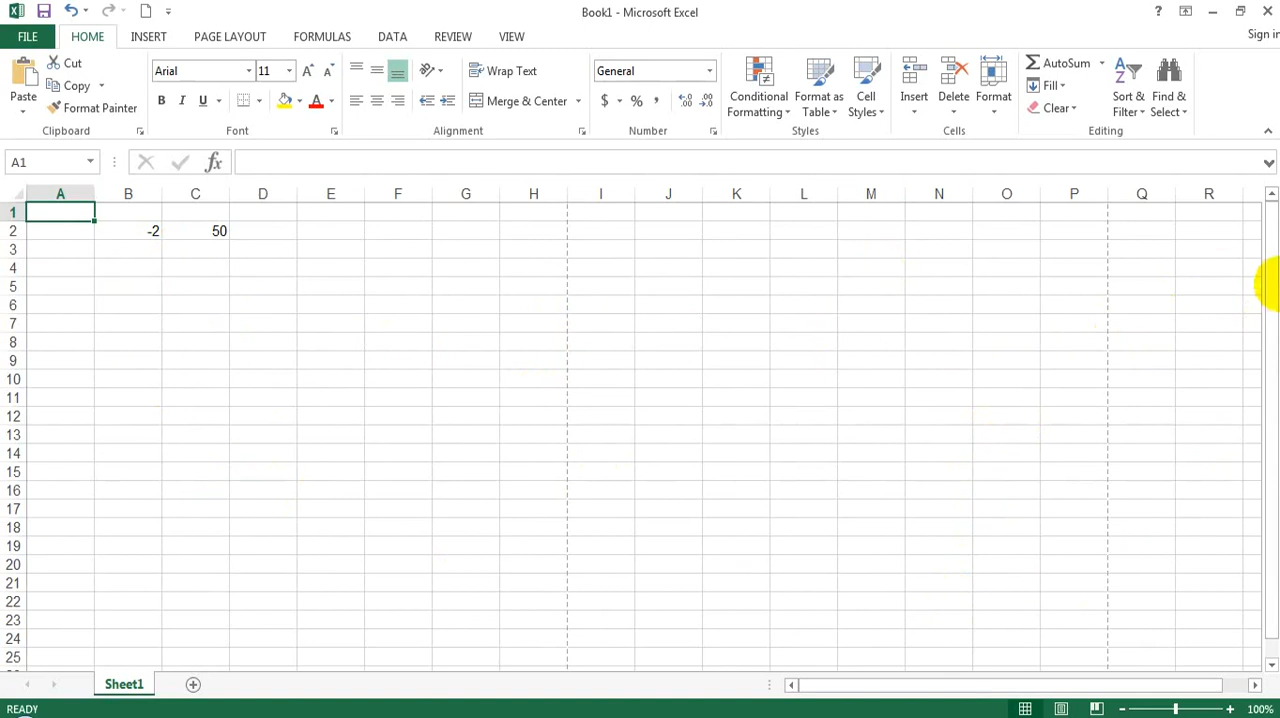 Book1 - Microsoft Excel
?
FILE HOME INSERT PAGE LAYOUT FORMULAS DATA REVIEW VIEW
Sign in
Paste
Cut
Copy
Format Painter
Clipboard
Arial 11
B I U A
Font
Wrap Text
Merge & Center
Alignment
General
$ % ,
Number
Conditional Formatting
Format as Table
Cell Styles
Styles
Insert Delete Format
Cells
AutoSum
Fill
Clear
Sort & Filter
Find & Select
Editing
A1 fx
A B C D E F G H I J K L M N O P Q R
1
2 -2 50
3
4
5
6
7
8
9
10
11
12
13
14
15
16
17
18
19
20
21
22
23
24
25
Sheet1
READY 100%